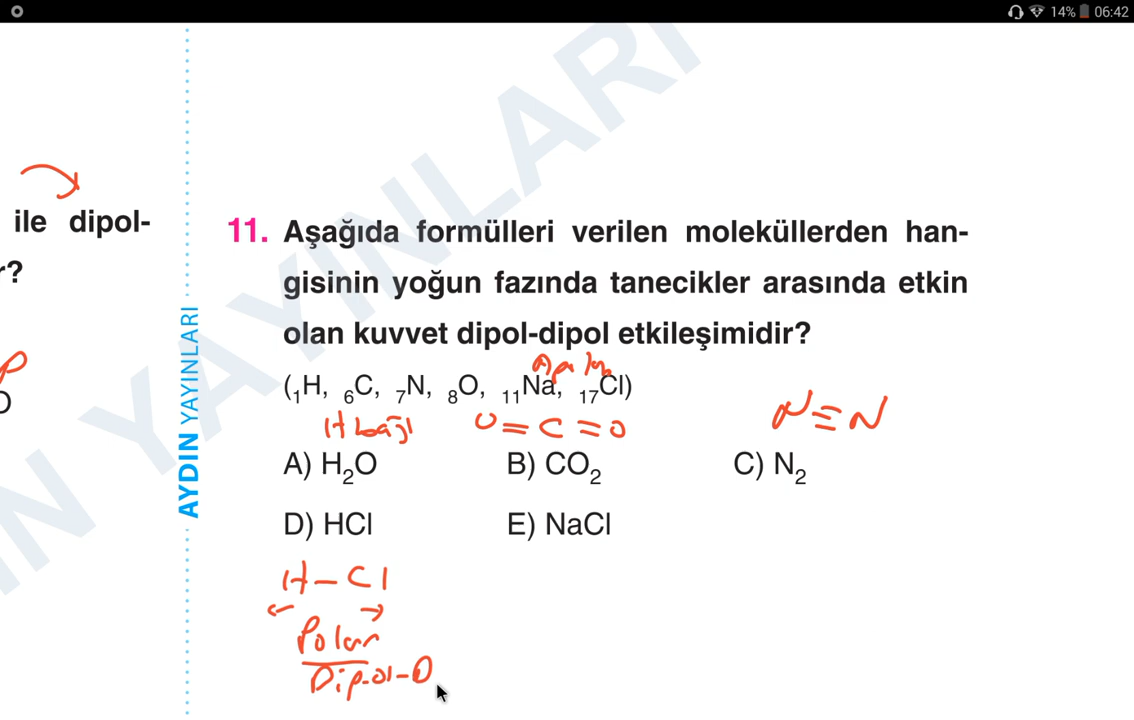 14% 06:42
ile dipol-
r?
AYDIN YAYINLARI
YAYINLARI
11. Aşağıda formülleri verilen moleküllerden han-
gisinin yoğun fazında tanecikler arasında etkin
olan kuvvet dipol-dipol etkileşimidir?
Apolar
(₁H, ₆C, ₇N, ₈O, ₁₁Na, ₁₇Cl)
H bağı O=C=O N≡N
A) H₂O B) CO₂ C) N₂
D) HCl E) NaCl
H-Cl
Polar
Dipol-D